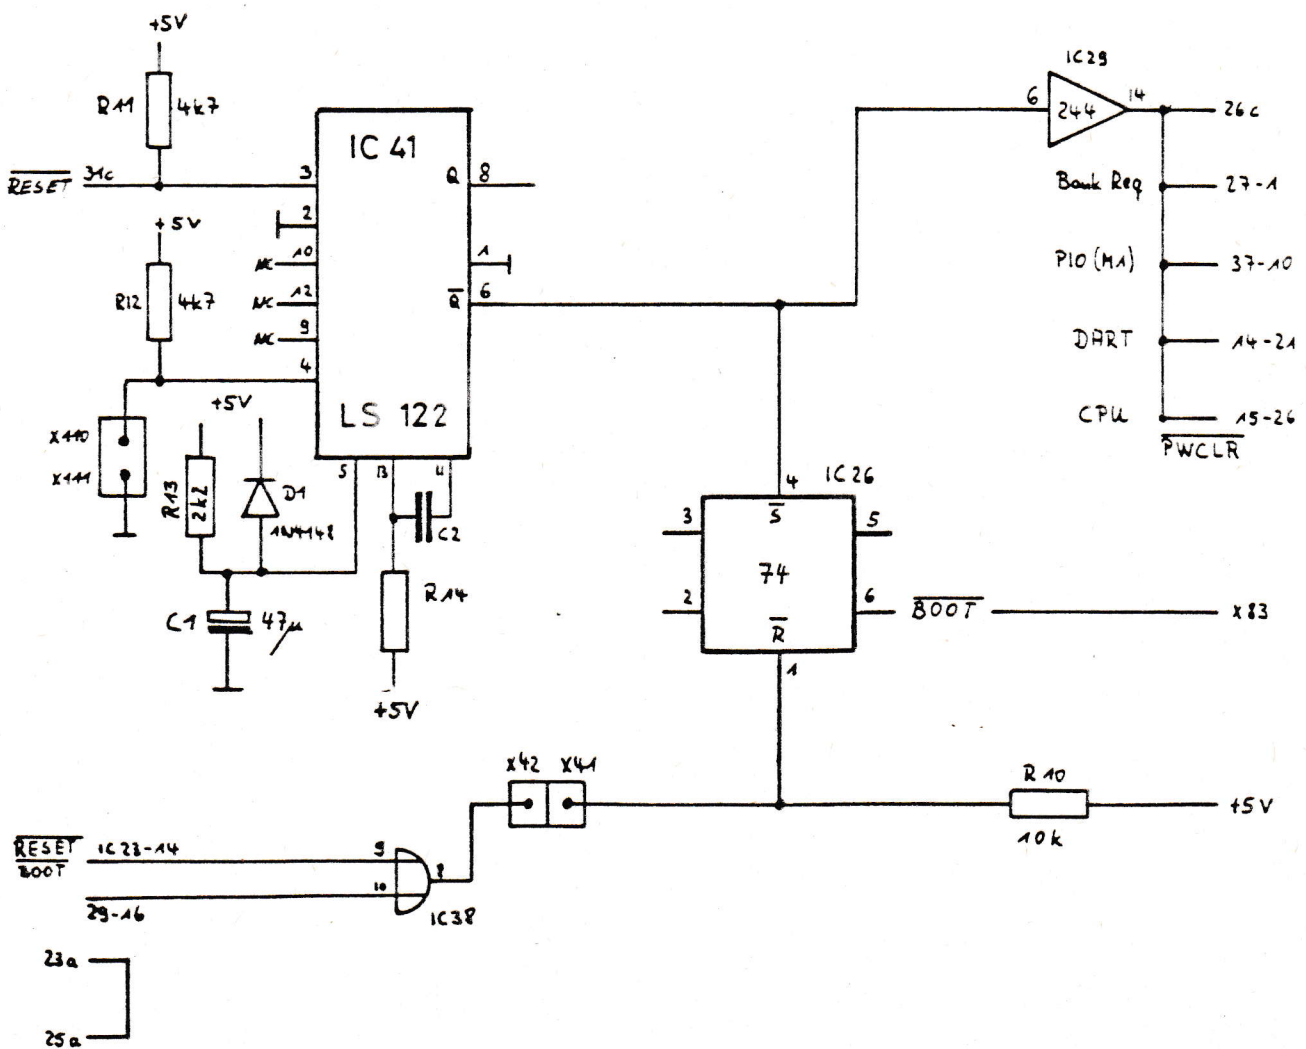 +5V
IC29
R11 4k7
6 244 14 26c
IC 41
RESET 31c 3 Q 8
Bank Req 27-1
+5V 2
NC 10 1
PIO (M1) 37-10
R12 4k7 NC 12 Q 6
NC 9
DART 14-21
4
+5V LS 122
CPU 15-26
X110
PWCLR
X111
R13 2k2 D1 5 13 11
4 IC26
1N4148 C2
3 S 5
74
R14
C1 47µ
2 R 6 BOOT X83
1
+5V
X42 X41 R10
+5V
10k
RESET IC23-14 9
BOOT
8
10
29-16 IC38
23a
25a